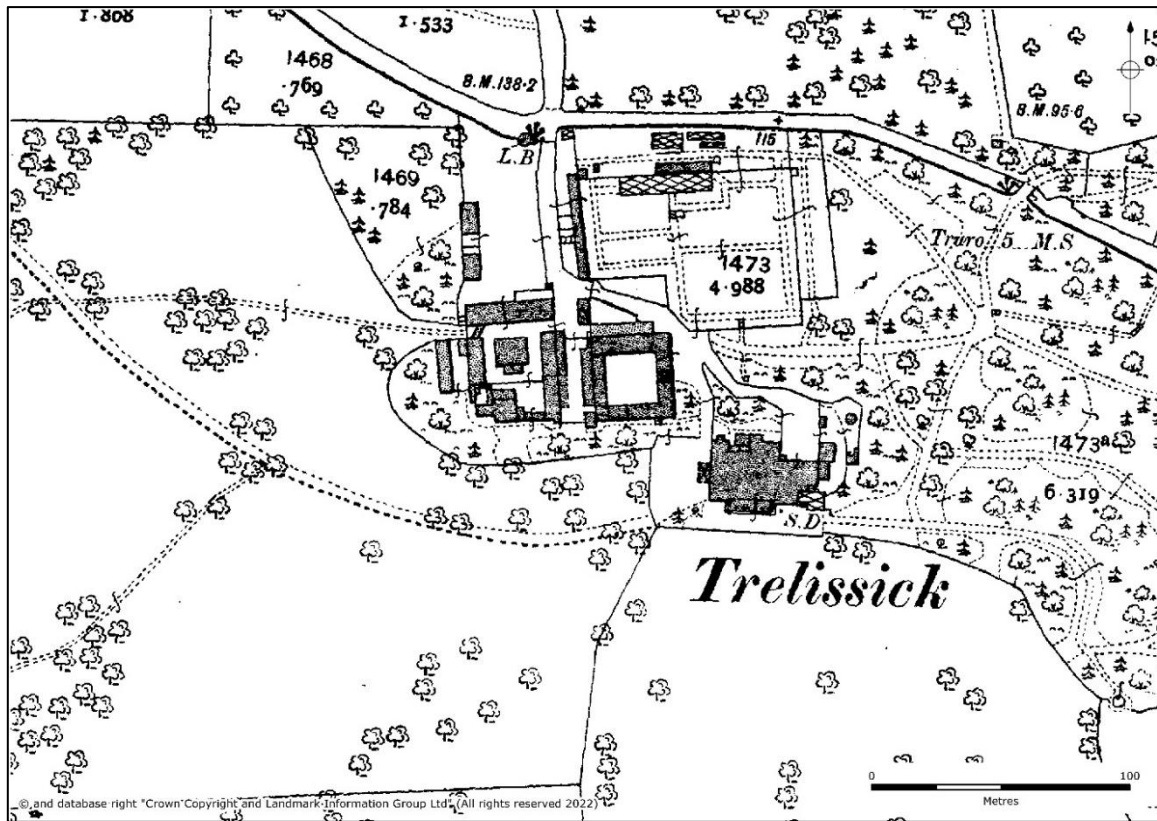 1·808
1·533
1468
·769
B.M.138·2
B.M.95·6
L.B
115
1469
·784
Truro 5 M.S
1473
4·988
1473a
6·319
S.D
Trelissick
0 100
Metres
© and database right "Crown Copyright and Landmark Information Group Ltd" (All rights reserved 2022)